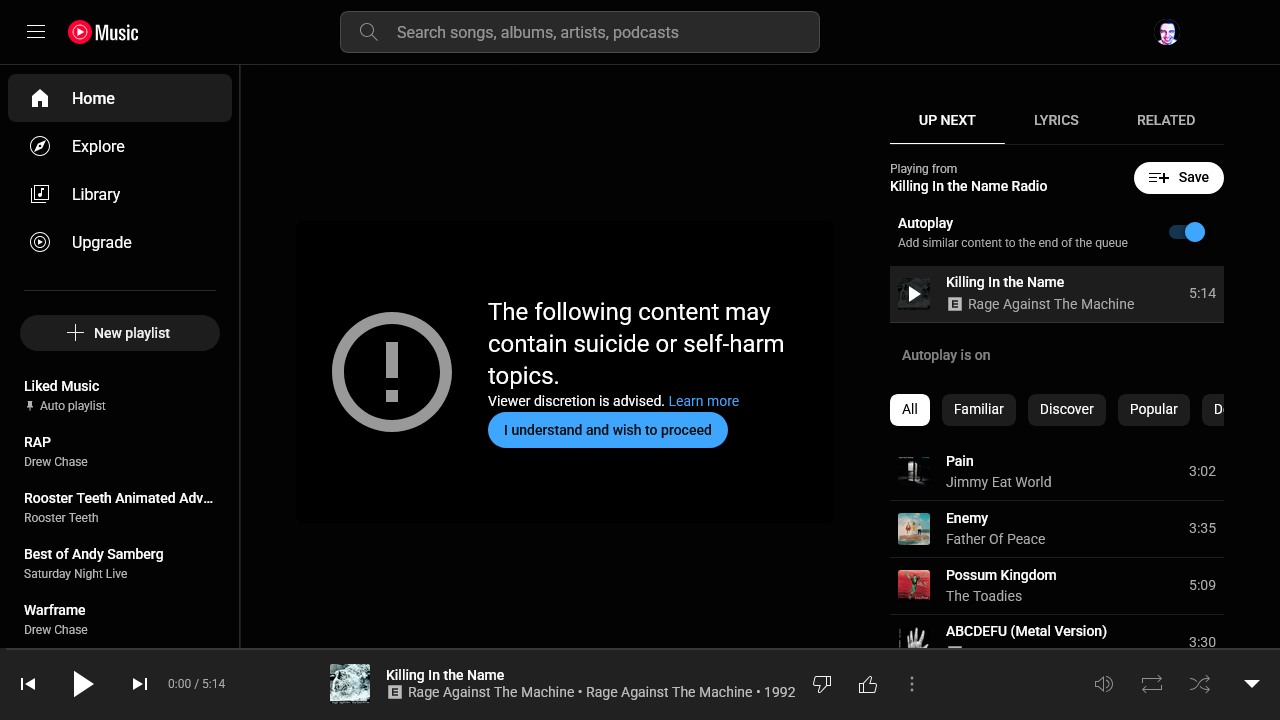 Music
Search songs, albums, artists, podcasts
Home
Explore
Library
Upgrade
New playlist
Liked Music
Auto playlist
RAP
Drew Chase
Rooster Teeth Animated Adv...
Rooster Teeth
Best of Andy Samberg
Saturday Night Live
Warframe
Drew Chase
The following content may
contain suicide or self-harm
topics.
Viewer discretion is advised. Learn more
I understand and wish to proceed
UP NEXT LYRICS RELATED
Playing from
Killing In the Name Radio
Save
Autoplay
Add similar content to the end of the queue
Killing In the Name
E Rage Against The Machine
5:14
Autoplay is on
All Familiar Discover Popular
Pain
Jimmy Eat World
3:02
Enemy
Father Of Peace
3:35
Possum Kingdom
The Toadies
5:09
ABCDEFU (Metal Version)
3:30
0:00 / 5:14
Killing In the Name
E Rage Against The Machine • Rage Against The Machine • 1992